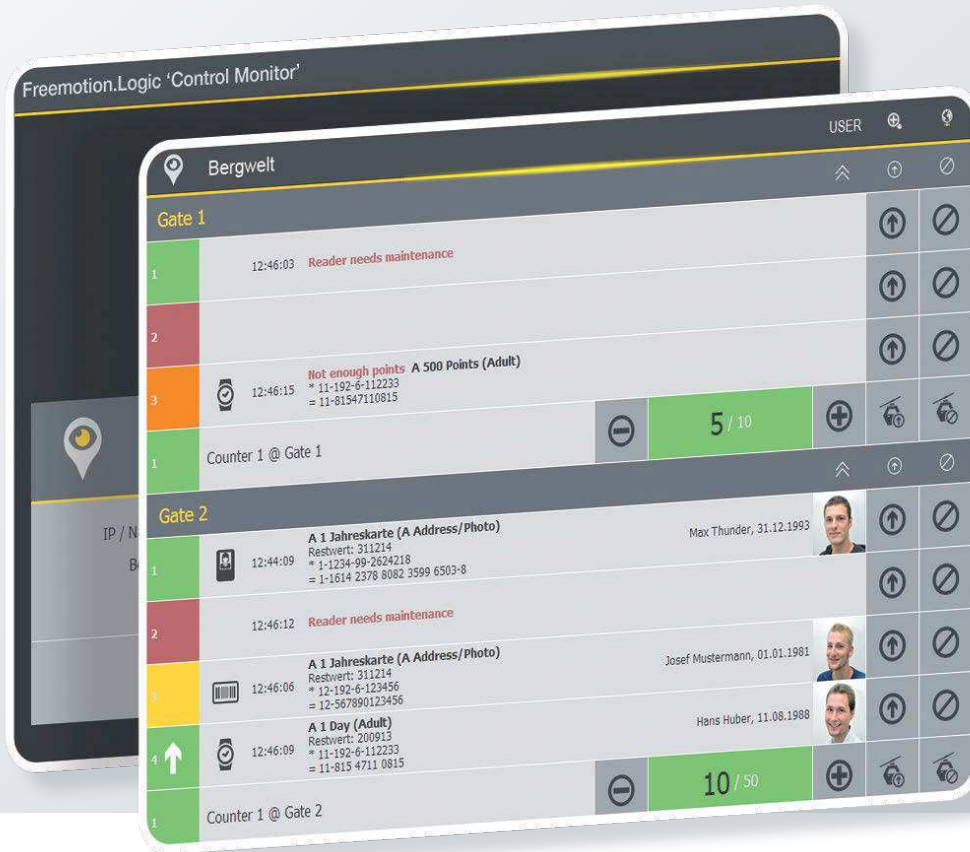 Freemotion.Logic 'Control Monitor'
Bergwelt
USER
Gate 1
1
12:46:03 Reader needs maintenance
2
3
12:46:15 Not enough points A 500 Points (Adult)
* 11-192-6-112233
= 11-81547110815
1
Counter 1 @ Gate 1
5 / 10
Gate 2
1
12:44:09
A 1 Jahreskarte (A Address/Photo)
Restwert: 311214
* 1-1234-99-2624218
= 1-1614 2378 8082 3599 6503-8
Max Thunder, 31.12.1993
2
12:46:12 Reader needs maintenance
3
12:46:06
A 1 Jahreskarte (A Address/Photo)
Restwert: 311214
* 12-192-6-123456
= 12-567890123456
Josef Mustermann, 01.01.1981
4
12:46:09
A 1 Day (Adult)
Restwert: 200913
* 11-192-6-112233
= 11-815 4711 0815
Hans Huber, 11.08.1988
1
Counter 1 @ Gate 2
10 / 50
IP / N
B